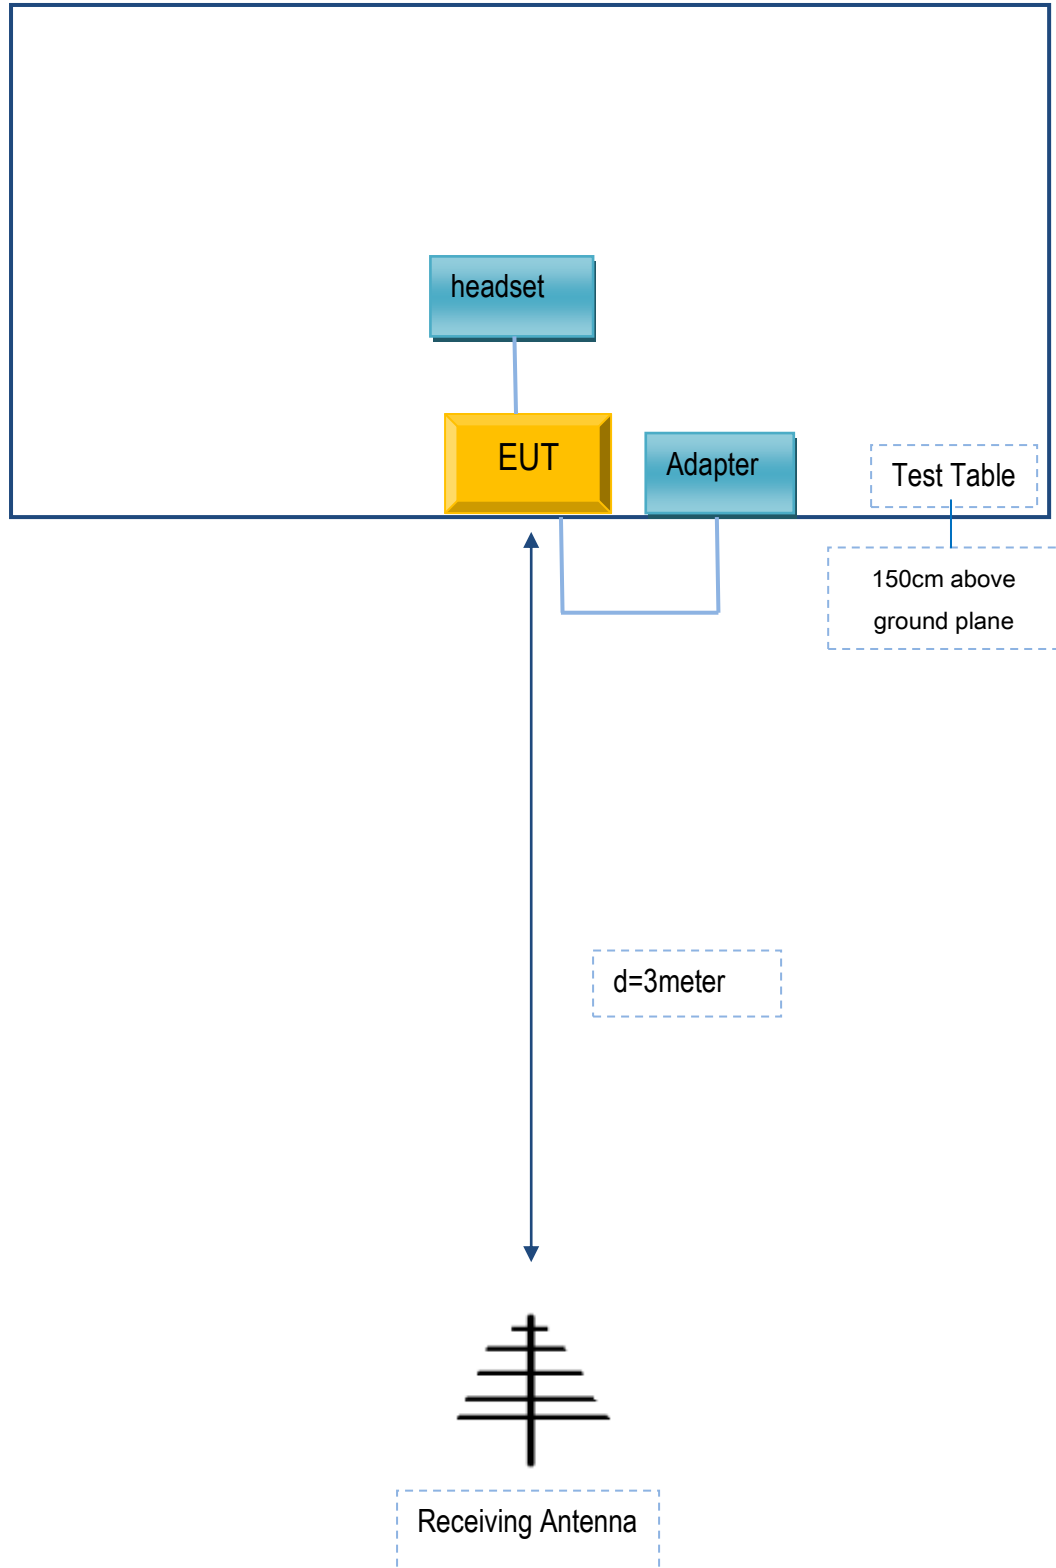 headset
EUT
Adapter
Test Table
150cm above
ground plane
d=3meter
Receiving Antenna